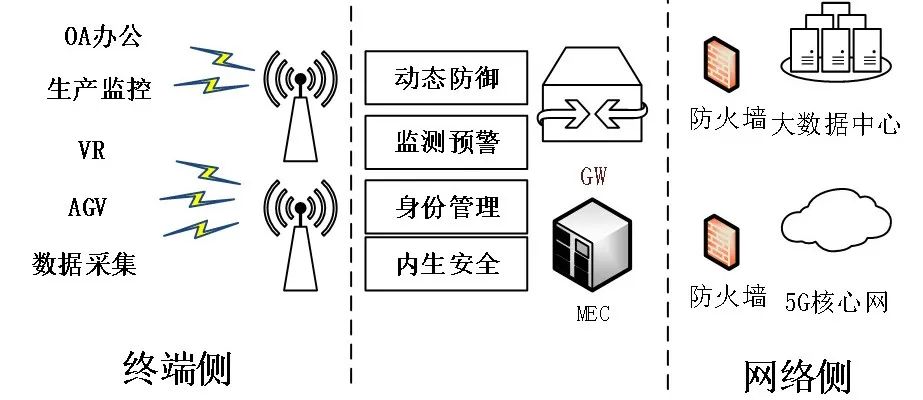 OA办公
生产监控
VR
AGV
数据采集
终端侧
动态防御
监测预警
身份管理
内生安全
GW
MEC
防火墙
大数据中心
防火墙
5G核心网
网络侧